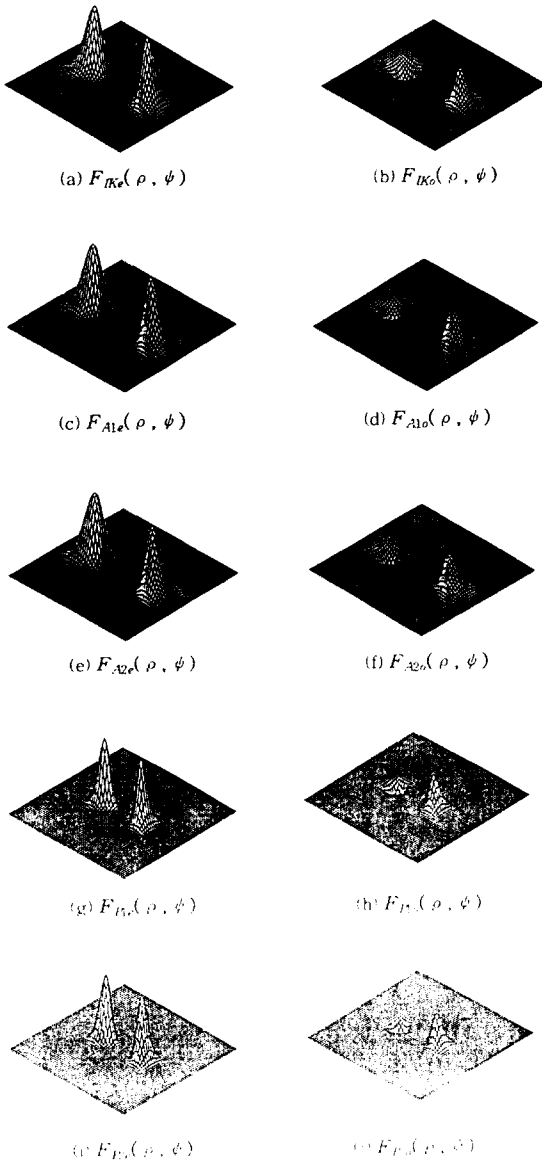 (a) F_IKe(ρ, ψ)
(b) F_IKo(ρ, ψ)
(c) F_A1e(ρ, ψ)
(d) F_A1o(ρ, ψ)
(e) F_A2e(ρ, ψ)
(f) F_A2o(ρ, ψ)
(g) (ρ, ψ)
(h) (ρ, ψ)
(ρ, ψ)
(ρ, ψ)